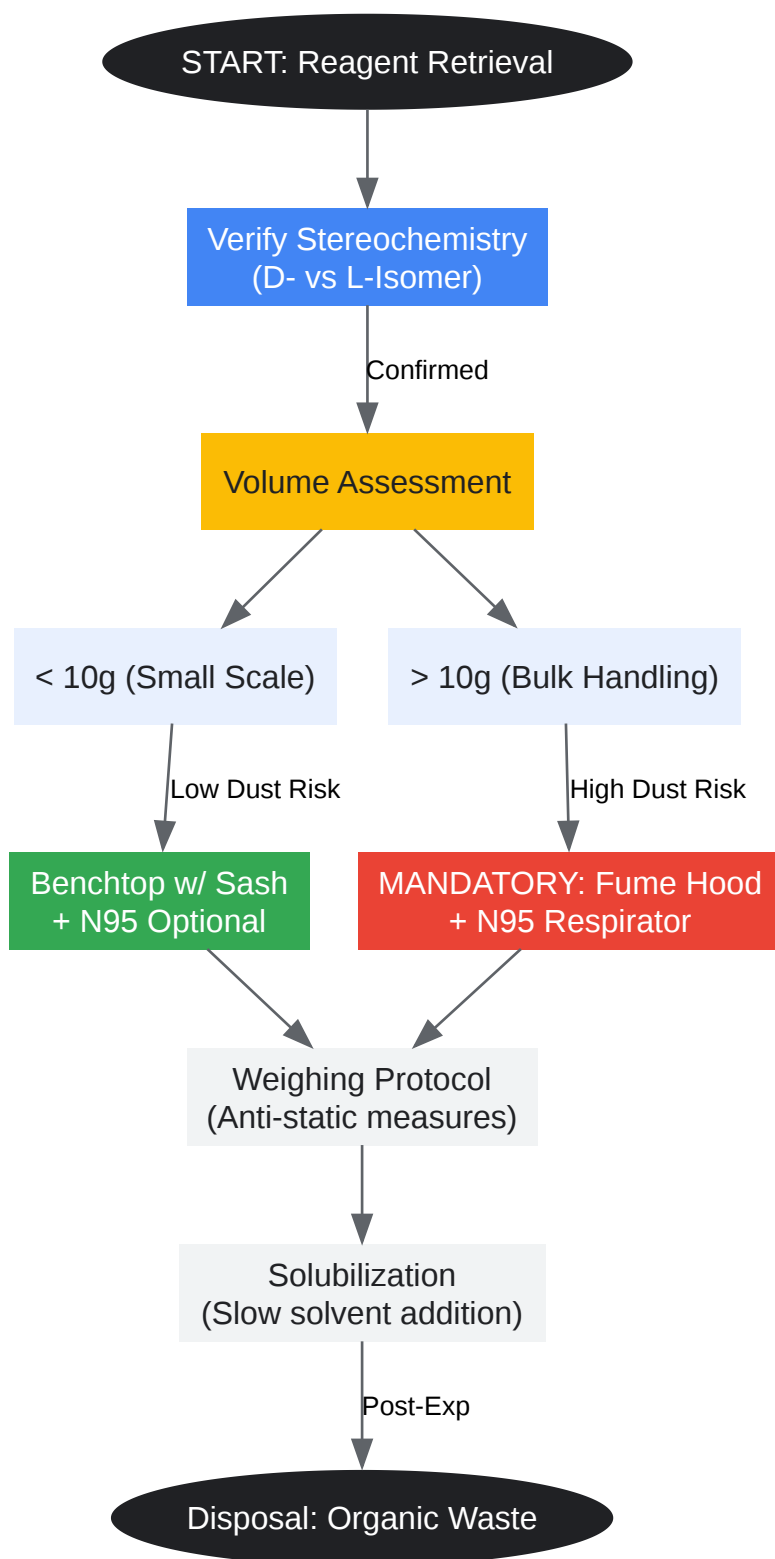 START: Reagent Retrieval
Verify Stereochemistry
(D- vs L-Isomer)
Confirmed
Volume Assessment
< 10g (Small Scale)
> 10g (Bulk Handling)
Low Dust Risk
High Dust Risk
Benchtop w/ Sash
+ N95 Optional
MANDATORY: Fume Hood
+ N95 Respirator
Weighing Protocol
(Anti-static measures)
Solubilization
(Slow solvent addition)
Post-Exp
Disposal: Organic Waste